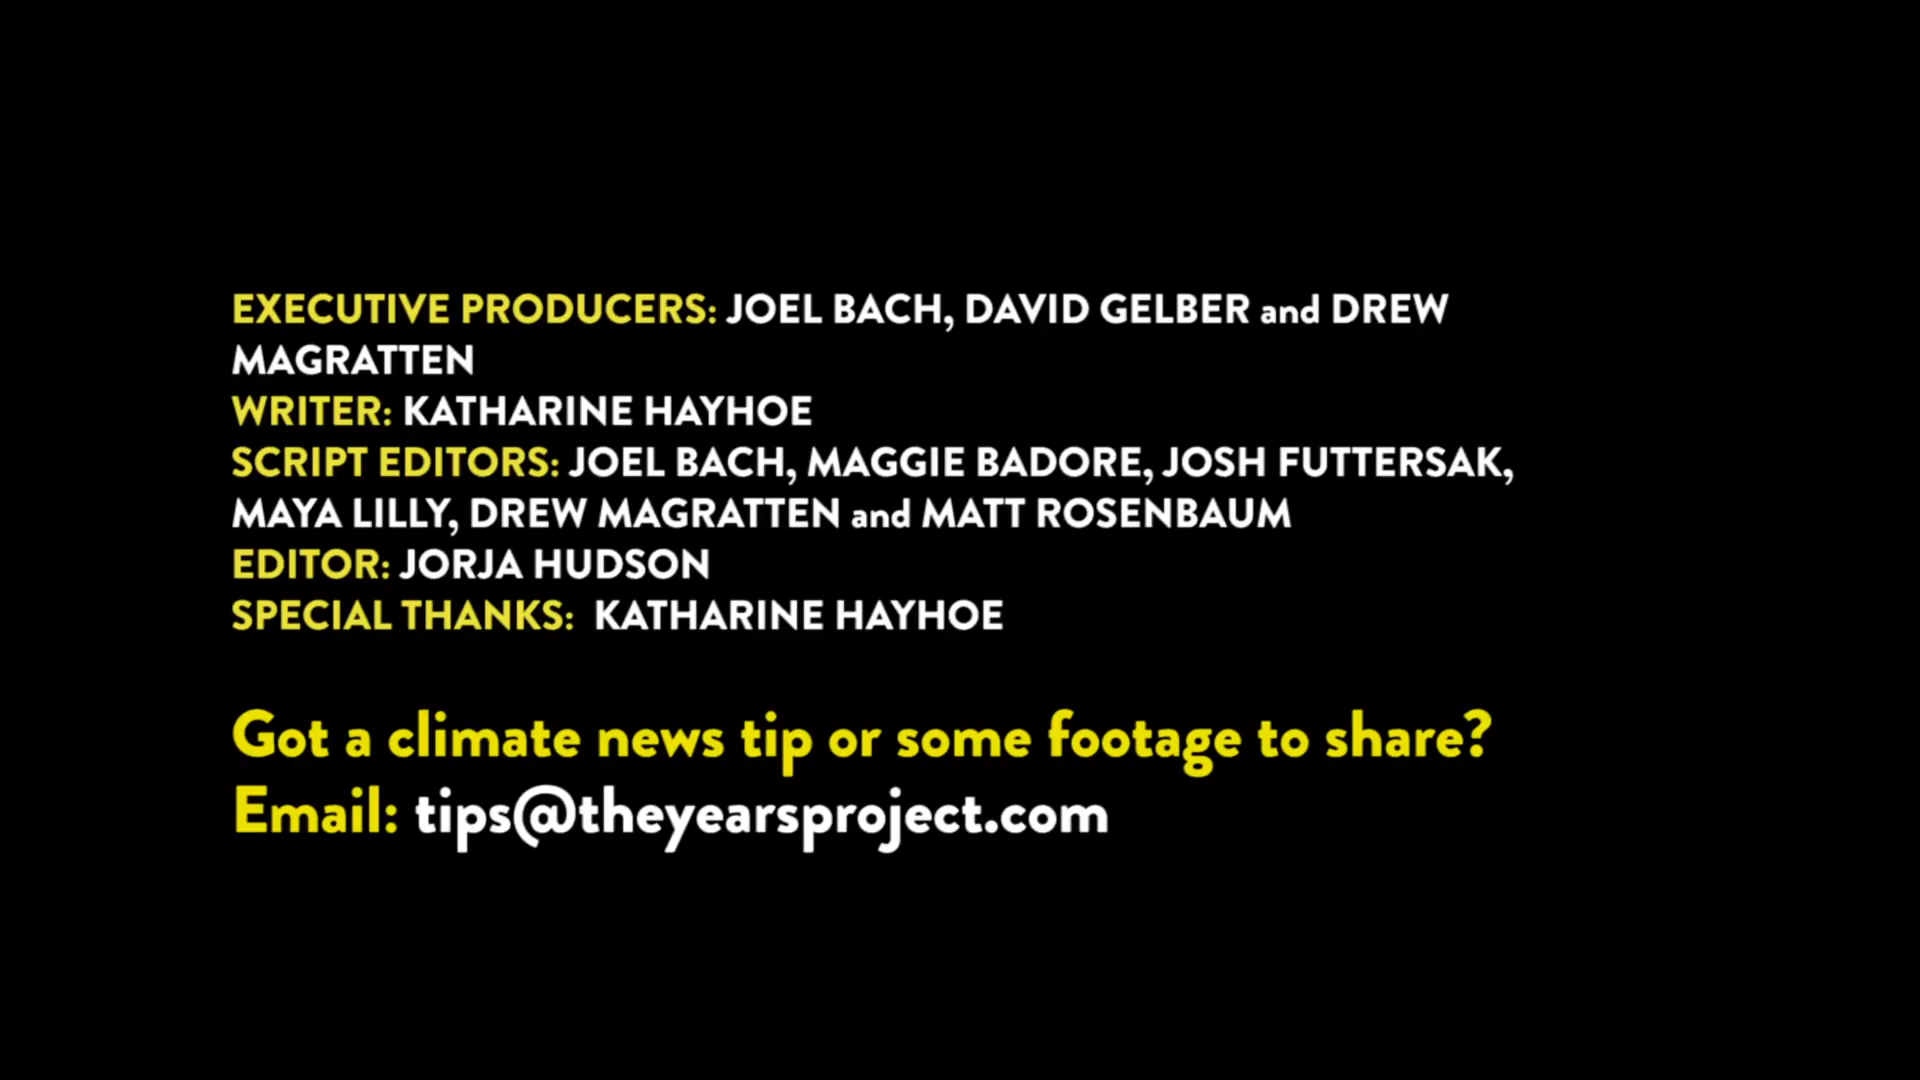 EXECUTIVE PRODUCERS: JOEL BACH, DAVID GELBER and DREW
MAGRATTEN
WRITER: KATHARINE HAYHOE
SCRIPT EDITORS: JOEL BACH, MAGGIE BADORE, JOSH FUTTERSAK,
MAYA LILLY, DREW MAGRATTEN and MATT ROSENBAUM
EDITOR: JORJA HUDSON
SPECIAL THANKS: KATHARINE HAYHOE
Got a climate news tip or some footage to share?
Email: tips@theyearsproject.com